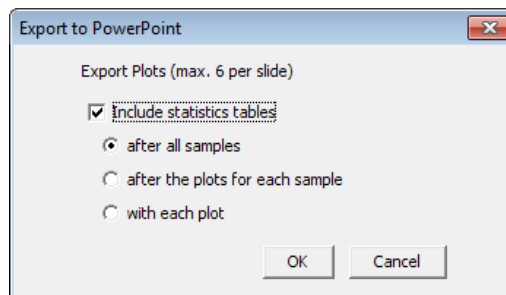 Export to PowerPoint
Export Plots (max. 6 per slide)
Include statistics tables
after all samples
after the plots for each sample
with each plot
OK Cancel